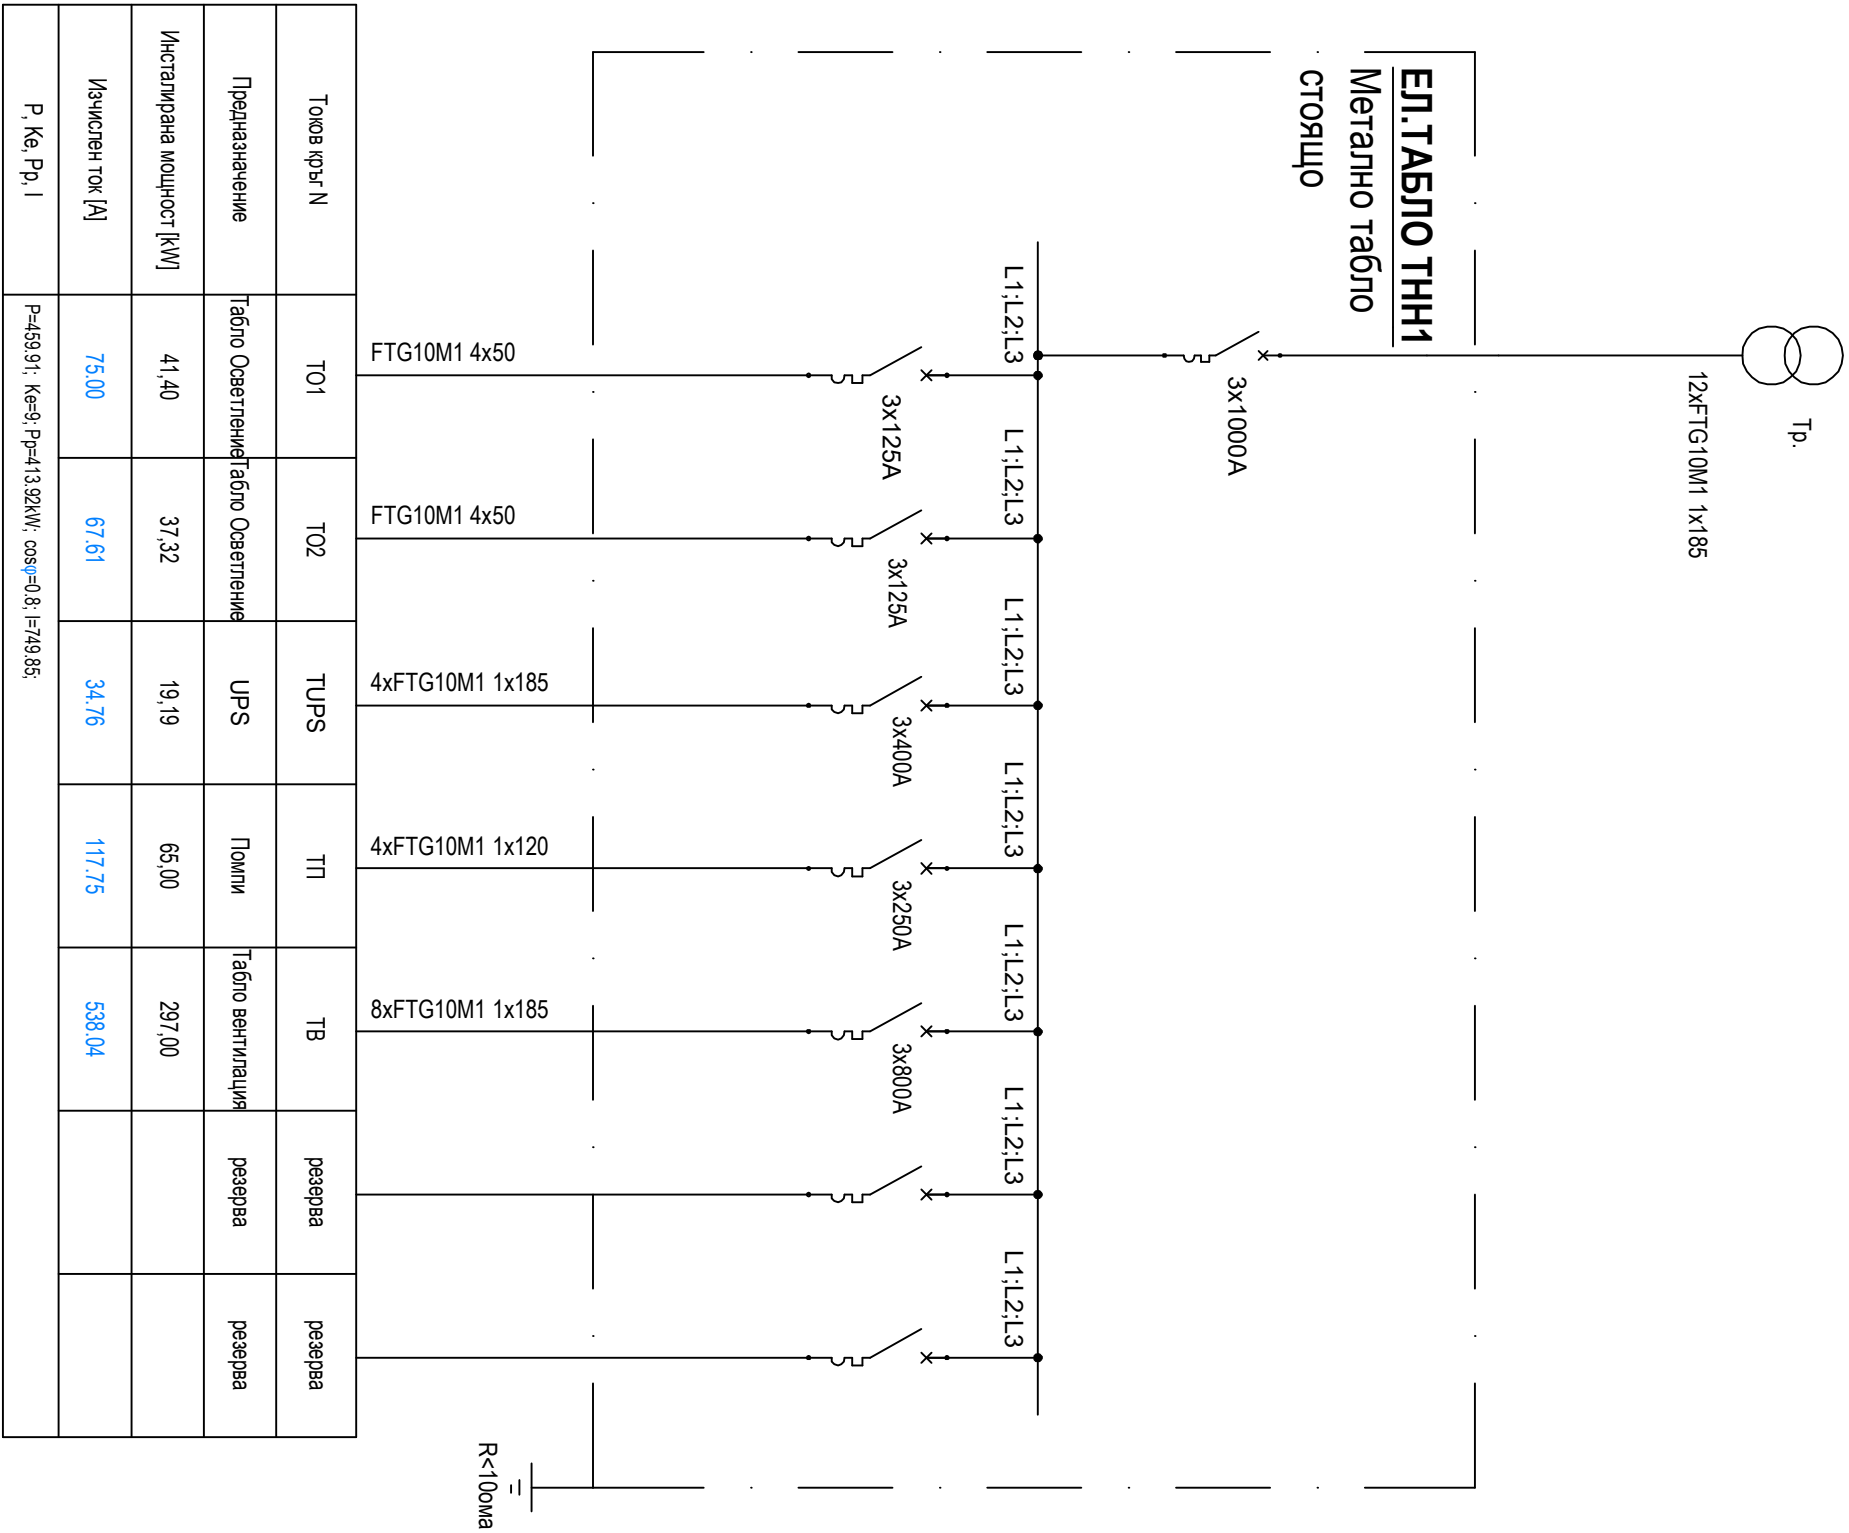 Тр.
12xFTG10M1 1x185
ЕЛ.ТАБЛО ТНН1
Метално табло
стоящо
3x1000A
L1;L2;L3
L1;L2;L3
L1;L2;L3
L1;L2;L3
L1;L2;L3
L1;L2;L3
L1;L2;L3
3x125A
3x125A
3x400A
3x250A
3x800A
FTG10M1 4x50
FTG10M1 4x50
4xFTG10M1 1x185
4xFTG10M1 1x120
8xFTG10M1 1x185
R<10ома
Токов кръг N ТО1 ТО2 TUPS ТП ТВ резерва резерва
Предназначение Табло Осветление Табло Осветление UPS Помпи Табло вентилация резерва резерва
Инсталирана мощност [kW] 41,40 37,32 19,19 65,00 297,00
Изчислен ток [A] 75.00 67.61 34.76 117.75 538.04
P, Ke, Pp, I P=459.91; Ke=9; Pp=413.92kW; cosφ=0.8; I=749.85;